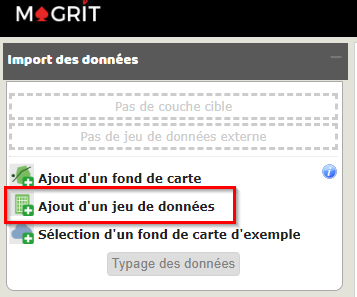 MAGRIT
Import des données
Pas de couche cible
Pas de jeu de données externe
Ajout d'un fond de carte
Ajout d'un jeu de données
Sélection d'un fond de carte d'exemple
Typage des données